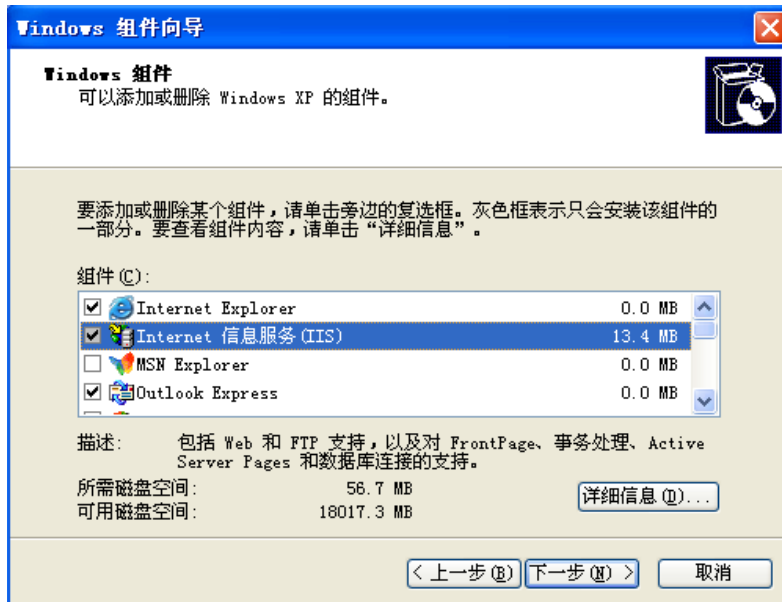 Windows 组件向导
Windows 组件
可以添加或删除 Windows XP 的组件。
要添加或删除某个组件，请单击旁边的复选框。灰色框表示只会安装该组件的
一部分。要查看组件内容，请单击“详细信息”。
组件(C):
Internet Explorer 0.0 MB
Internet 信息服务(IIS) 13.4 MB
MSN Explorer 0.0 MB
Outlook Express 0.0 MB
描述: 包括 Web 和 FTP 支持，以及对 FrontPage、事务处理、Active
Server Pages 和数据库连接的支持。
所需磁盘空间: 56.7 MB
可用磁盘空间: 18017.3 MB
详细信息(D)...
< 上一步(B) 下一步(N) > 取消